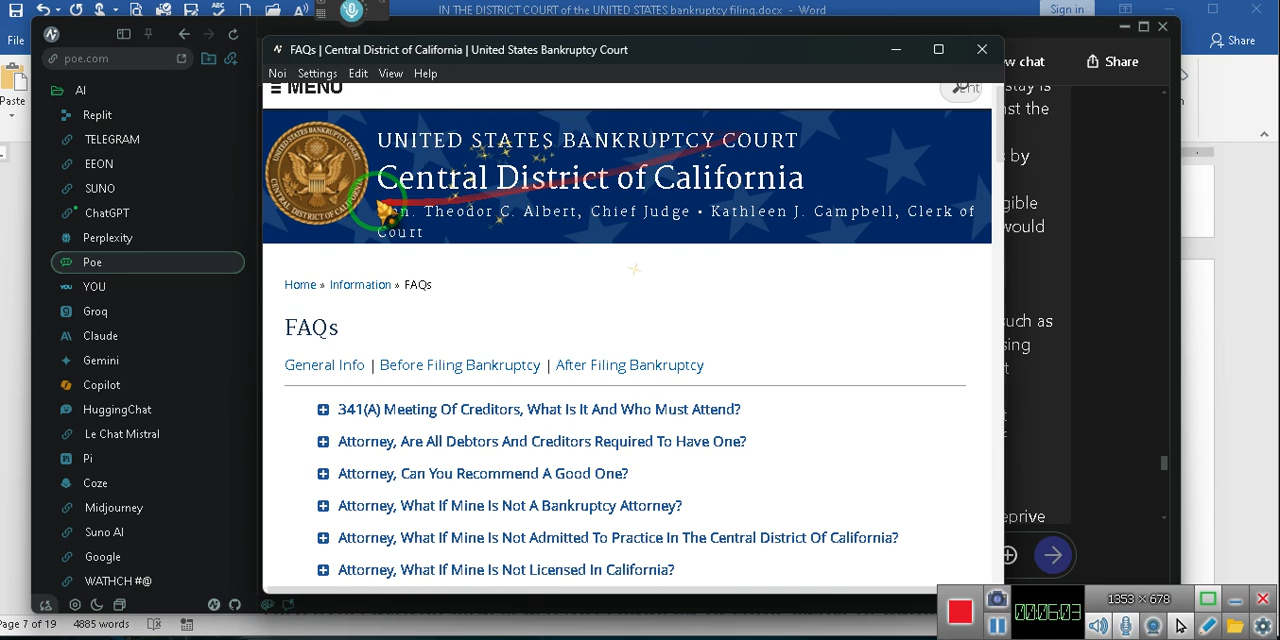 IN THE DISTRICT COURT of the UNITED STATES bankruptcy filing.docx - Word
Sign in
File
Share
Paste
poe.com
AI
Replit
TELEGRAM
EEON
SUNO
ChatGPT
Perplexity
Poe
YOU
Groq
Claude
Gemini
Copilot
HuggingChat
Le Chat Mistral
Pi
Coze
Midjourney
Suno AI
Google
WATHCH #@
FAQs | Central District of California | United States Bankruptcy Court
Noi Settings Edit View Help
MENU
UNITED STATES BANKRUPTCY COURT
Central District of California
Theodor C. Albert, Chief Judge • Kathleen J. Campbell, Clerk of
Court
Home » Information » FAQs
FAQs
General Info | Before Filing Bankruptcy | After Filing Bankruptcy
341(A) Meeting Of Creditors, What Is It And Who Must Attend?
Attorney, Are All Debtors And Creditors Required To Have One?
Attorney, Can You Recommend A Good One?
Attorney, What If Mine Is Not A Bankruptcy Attorney?
Attorney, What If Mine Is Not Admitted To Practice In The Central District Of California?
Attorney, What If Mine Is Not Licensed In California?
w chat
Share
stay is
nst the
by
gible
would
uch as
sing
t
eprive
1353 × 678
00:06:03
Page 7 of 19 4885 words